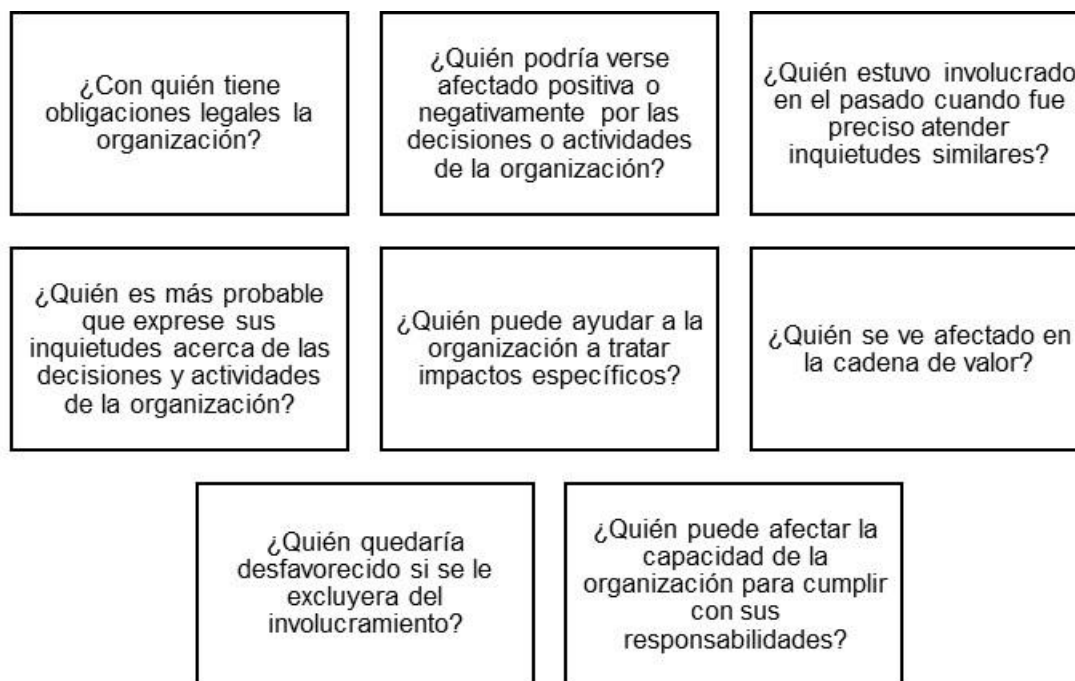 ¿Con quién tiene
obligaciones legales la
organización?
¿Quién podría verse
afectado positiva o
negativamente por las
decisiones o actividades
de la organización?
¿Quién estuvo involucrado
en el pasado cuando fue
preciso atender
inquietudes similares?
¿Quién es más probable
que exprese sus
inquietudes acerca de las
decisiones y actividades
de la organización?
¿Quién puede ayudar a la
organización a tratar
impactos específicos?
¿Quién se ve afectado en
la cadena de valor?
¿Quién quedaría
desfavorecido si se le
excluyera del
involucramiento?
¿Quién puede afectar la
capacidad de la
organización para cumplir
con sus
responsabilidades?